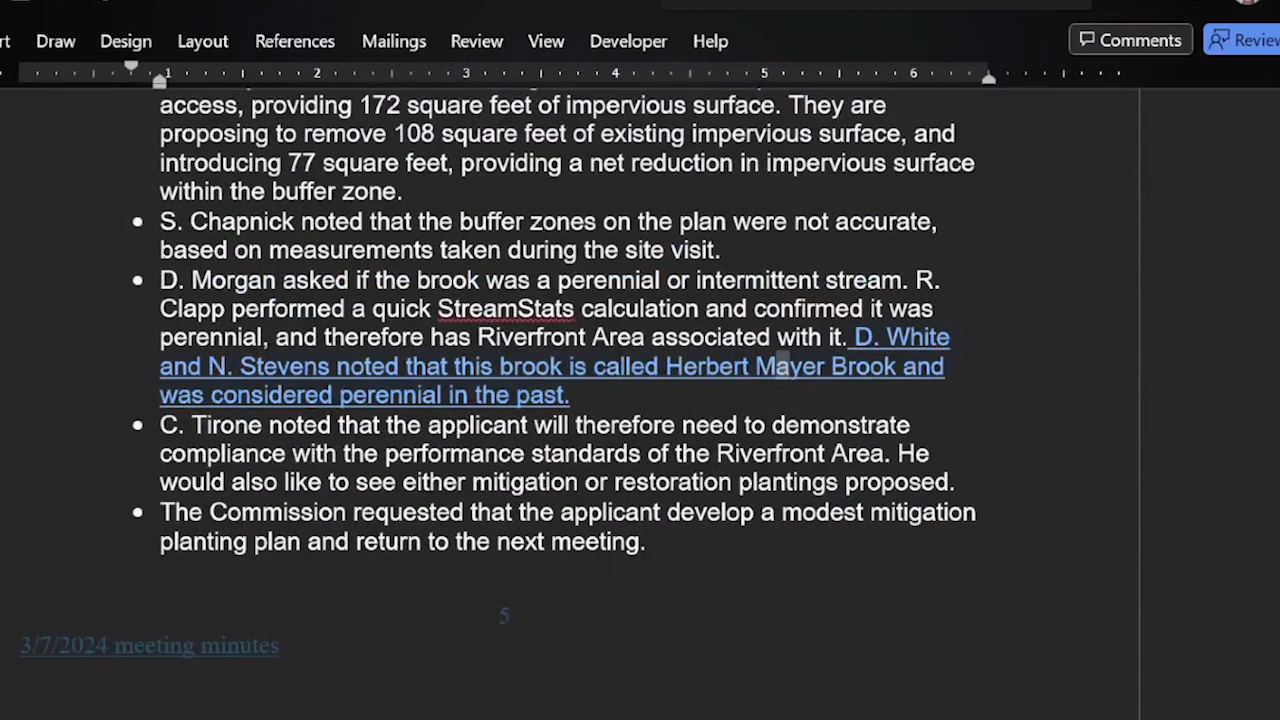 Draw Design Layout References Mailings Review View Developer Help Comments
1 2 3 4 5 6
access, providing 172 square feet of impervious surface. They are
proposing to remove 108 square feet of existing impervious surface, and
introducing 77 square feet, providing a net reduction in impervious surface
within the buffer zone.
• S. Chapnick noted that the buffer zones on the plan were not accurate,
based on measurements taken during the site visit.
• D. Morgan asked if the brook was a perennial or intermittent stream. R.
Clapp performed a quick StreamStats calculation and confirmed it was
perennial, and therefore has Riverfront Area associated with it. D. White
and N. Stevens noted that this brook is called Herbert Mayer Brook and
was considered perennial in the past.
• C. Tirone noted that the applicant will therefore need to demonstrate
compliance with the performance standards of the Riverfront Area. He
would also like to see either mitigation or restoration plantings proposed.
• The Commission requested that the applicant develop a modest mitigation
planting plan and return to the next meeting.
5
3/7/2024 meeting minutes